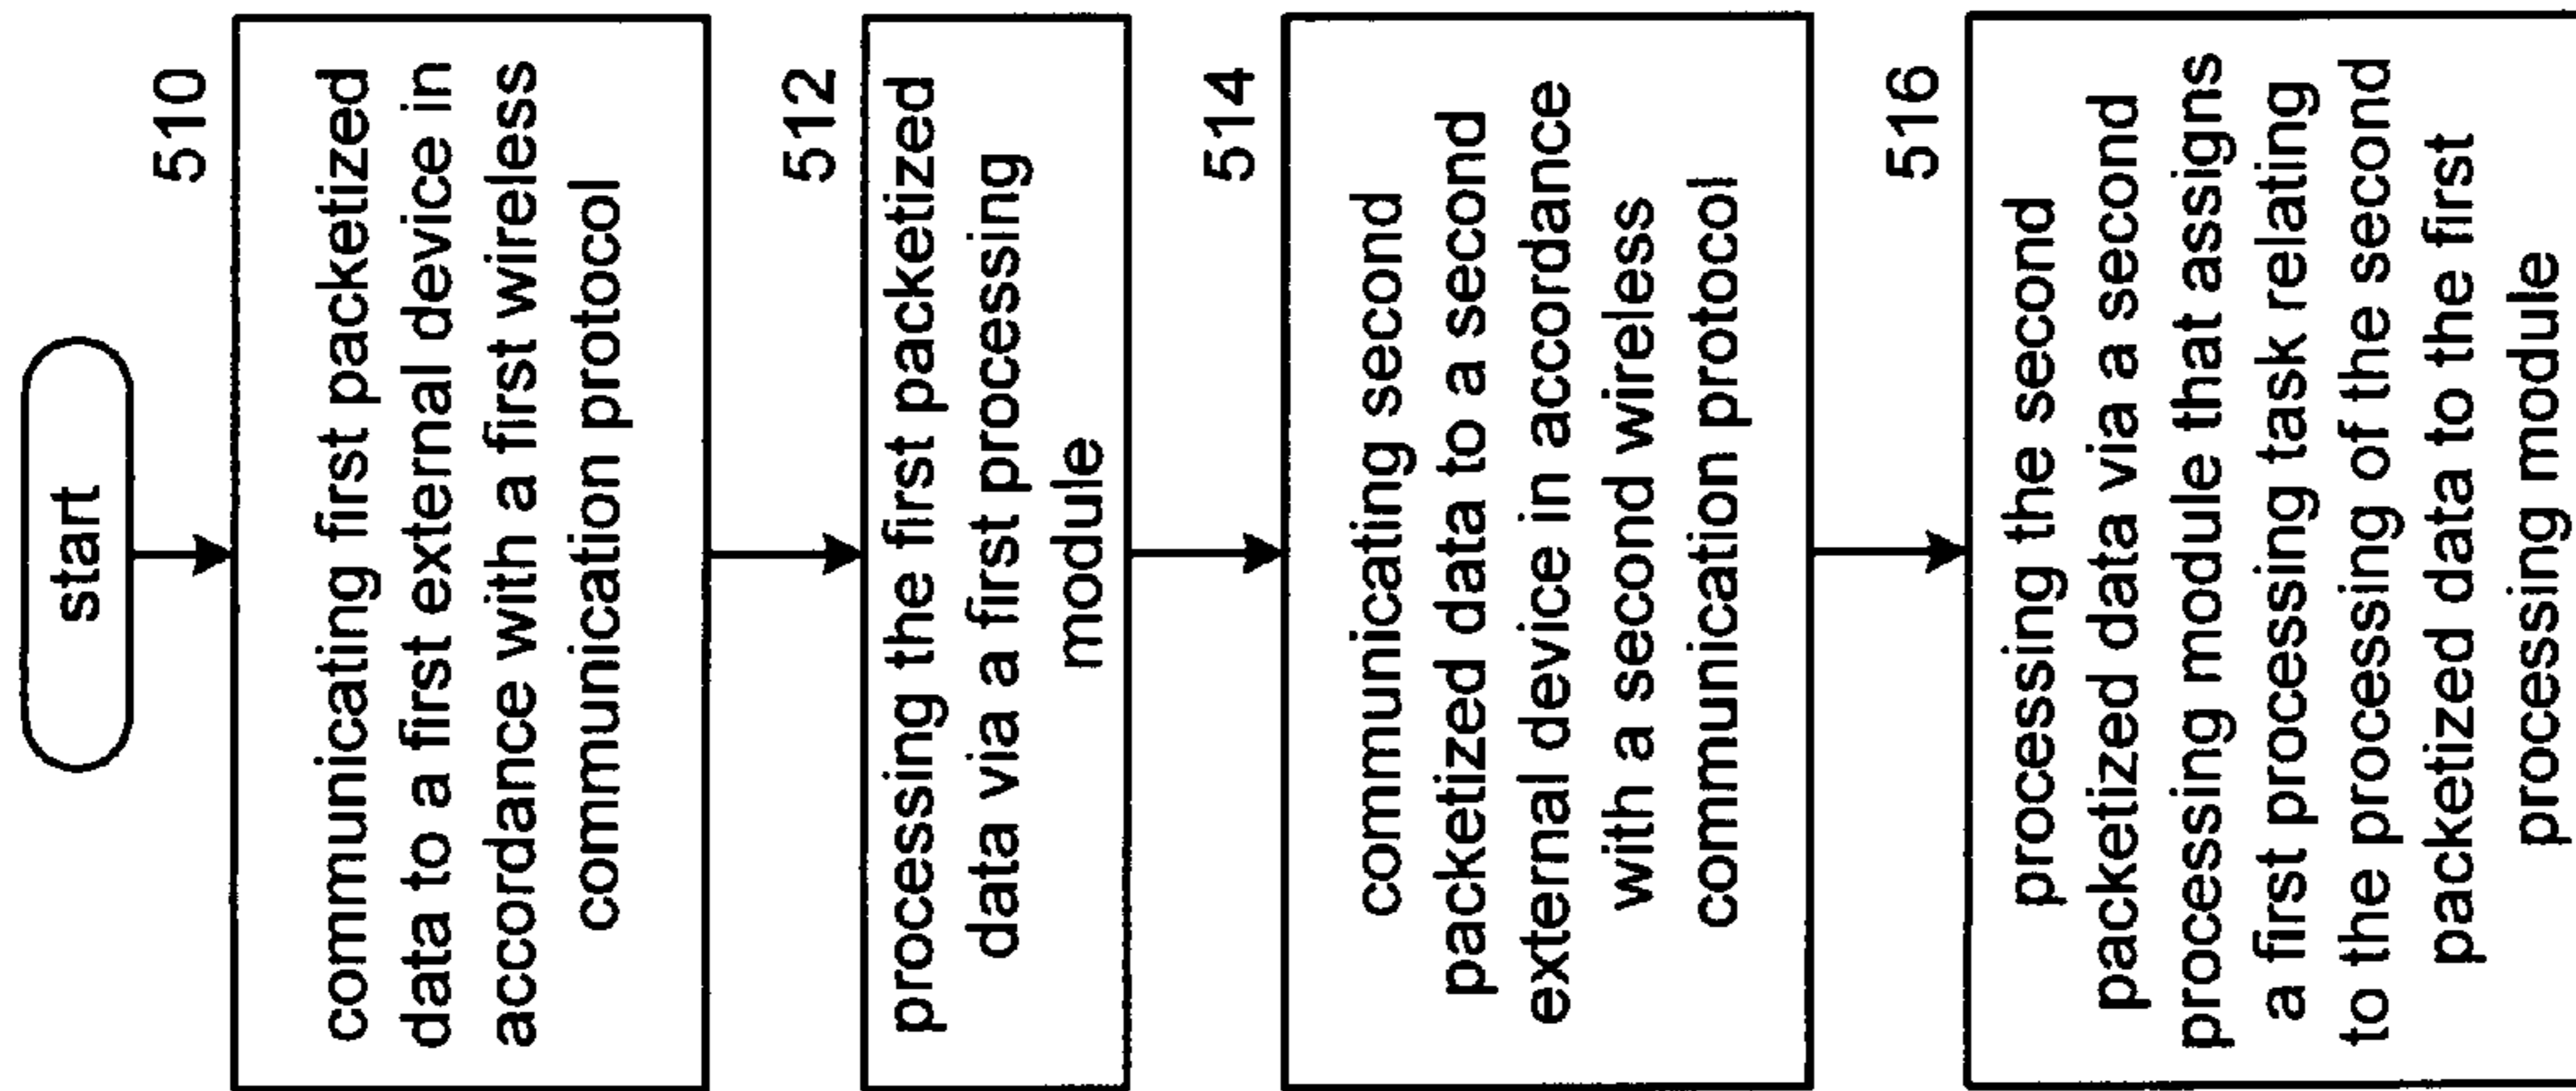 start
510
communicating first packetized
data to a first external device in
accordance with a first wireless
communication protocol
512
processing the first packetized
data via a first processing
module
514
communicating second
packetized data to a second
external device in accordance
with a second wireless
communication protocol
516
processing the second
packetized data via a second
processing module that assigns
a first processing task relating
to the processing of the second
packetized data to the first
processing module